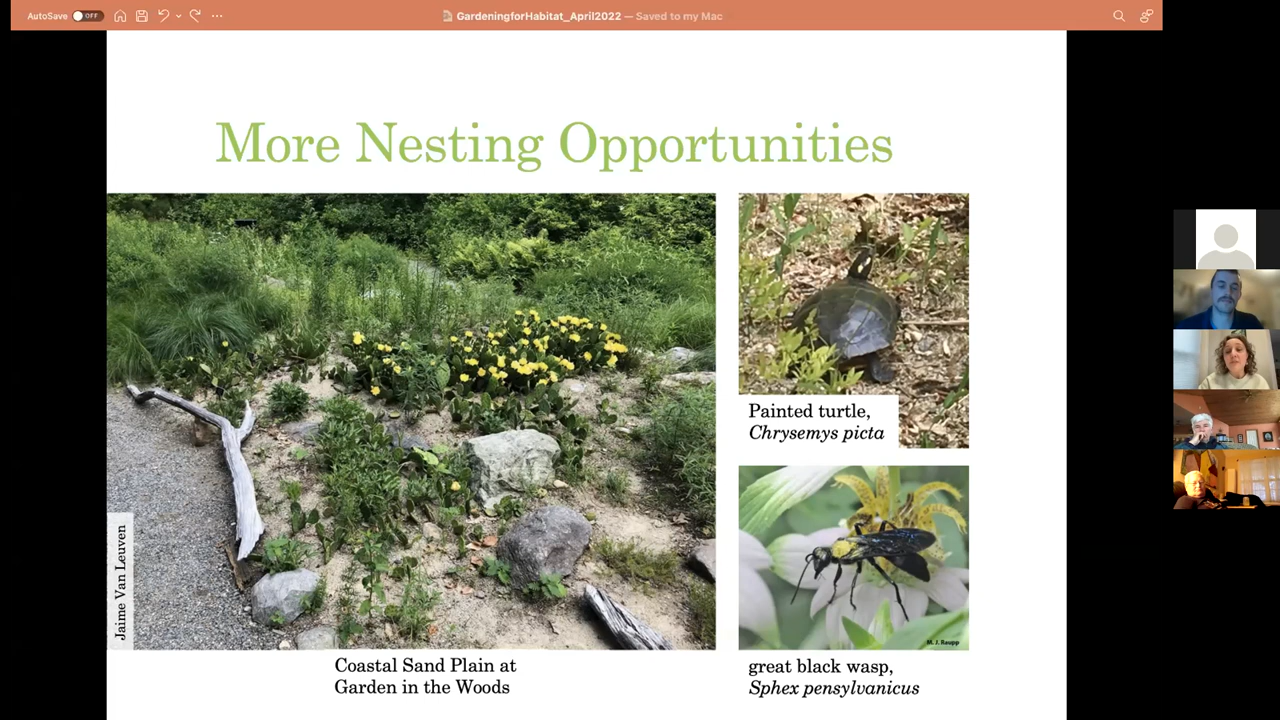 AutoSave OFF
GardeningforHabitat_April2022 — Saved to my Mac
More Nesting Opportunities
Jaime Van Leuven
Coastal Sand Plain at
Garden in the Woods
Painted turtle,
Chrysemys picta
M. J. Raupp
great black wasp,
Sphex pensylvanicus